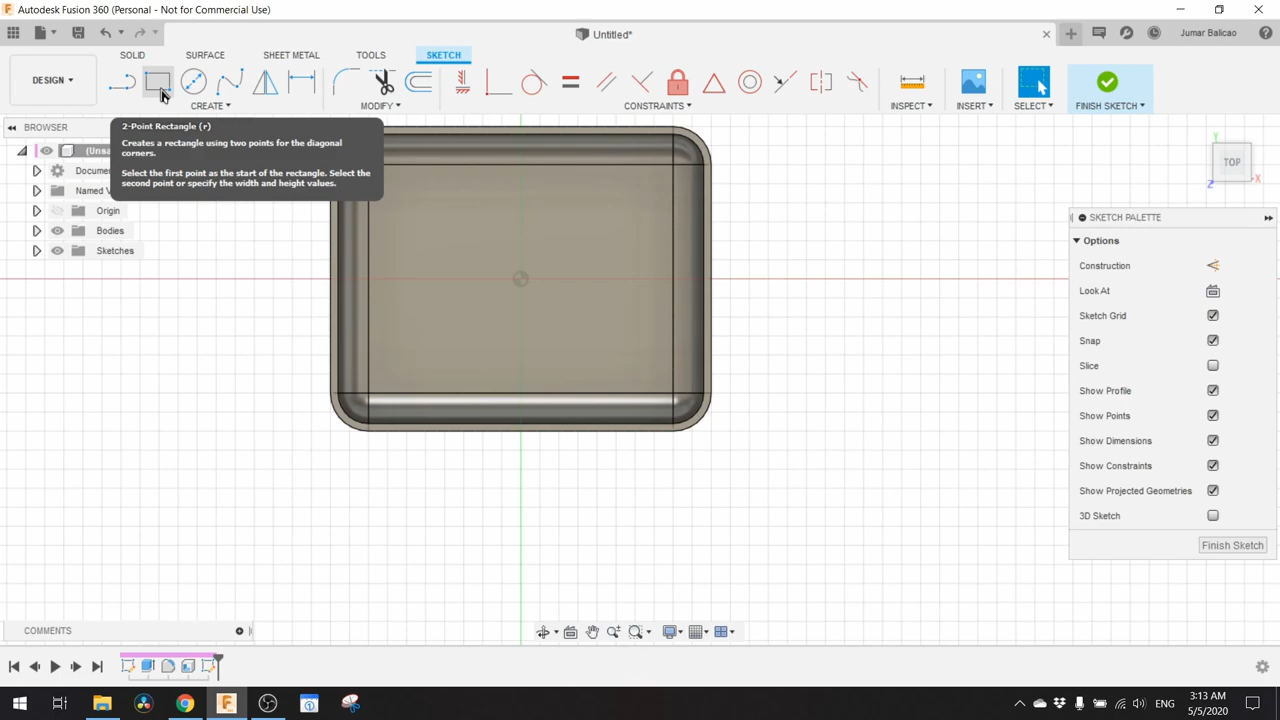 Autodesk Fusion 360 (Personal - Not for Commercial Use)
Untitled*
Jumar Balicao
SOLID
SURFACE
SHEET METAL
TOOLS
SKETCH
DESIGN
CREATE
MODIFY
CONSTRAINTS
INSPECT
INSERT
SELECT
FINISH SKETCH
BROWSER
2-Point Rectangle (r)
Creates a rectangle using two points for the diagonal
corners.
Select the first point as the start of the rectangle. Select the
second point or specify the width and height values.
(Unsa
Docum
Named V
Origin
Bodies
Sketches
TOP
Y
Z
X
SKETCH PALETTE
Options
Construction
Look At
Sketch Grid
Snap
Slice
Show Profile
Show Points
Show Dimensions
Show Constraints
Show Projected Geometries
3D Sketch
Finish Sketch
COMMENTS
ENG
3:13 AM
5/5/2020